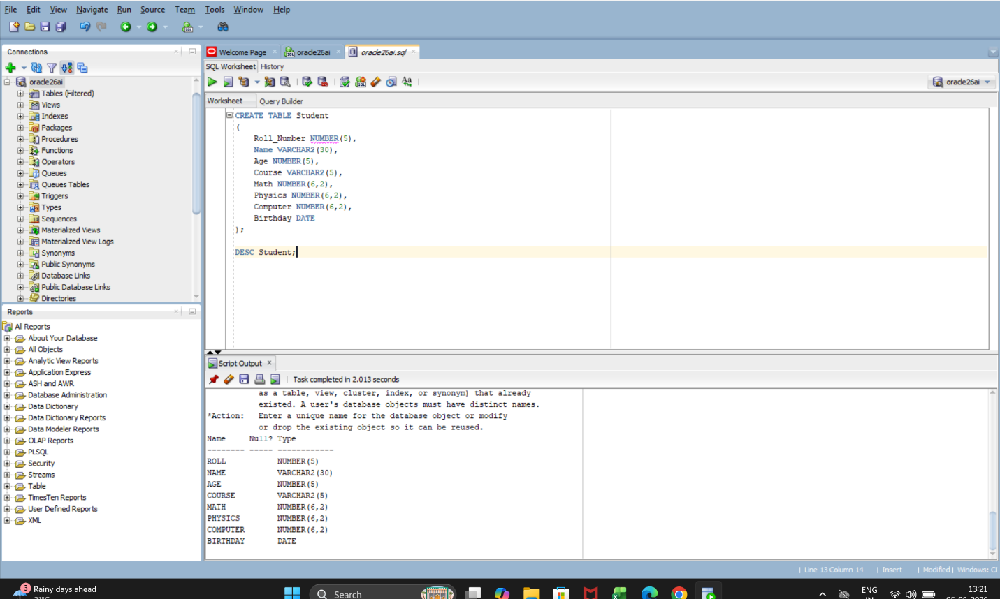 File Edit View Navigate Run Source Team Tools Window Help
Connections
oracle26ai
Tables (Filtered)
Views
Indexes
Packages
Procedures
Functions
Operators
Queues
Queues Tables
Triggers
Types
Sequences
Materialized Views
Materialized View Logs
Synonyms
Public Synonyms
Database Links
Public Database Links
Directories
Reports
All Reports
About Your Database
All Objects
Analytic View Reports
Application Express
ASH and AWR
Database Administration
Data Dictionary
Data Dictionary Reports
Data Modeler Reports
OLAP Reports
PLSQL
Security
Streams
Table
TimesTen Reports
User Defined Reports
XML
Welcome Page oracle26ai oracle26ai.sql
SQL Worksheet History
oracle26ai
Worksheet Query Builder
CREATE TABLE Student
(
Roll_Number NUMBER(5),
Name VARCHAR2(30),
Age NUMBER(5),
Course VARCHAR2(5),
Math NUMBER(6,2),
Physics NUMBER(6,2),
Computer NUMBER(6,2),
Birthday DATE
);
DESC Student;
Script Output
Task completed in 2.013 seconds
as a table, view, cluster, index, or synonym) that already
existed. A user's database objects must have distinct names.
*Action: Enter a unique name for the database object or modify
or drop the existing object so it can be reused.
Name Null? Type
-------- ----- ------------
ROLL NUMBER(5)
NAME VARCHAR2(30)
AGE NUMBER(5)
COURSE VARCHAR2(5)
MATH NUMBER(6,2)
PHYSICS NUMBER(6,2)
COMPUTER NUMBER(6,2)
BIRTHDAY DATE
Line 13 Column 14 | Insert | Modified | Windows:
3 Rainy days ahead
Search
ENG
13:21